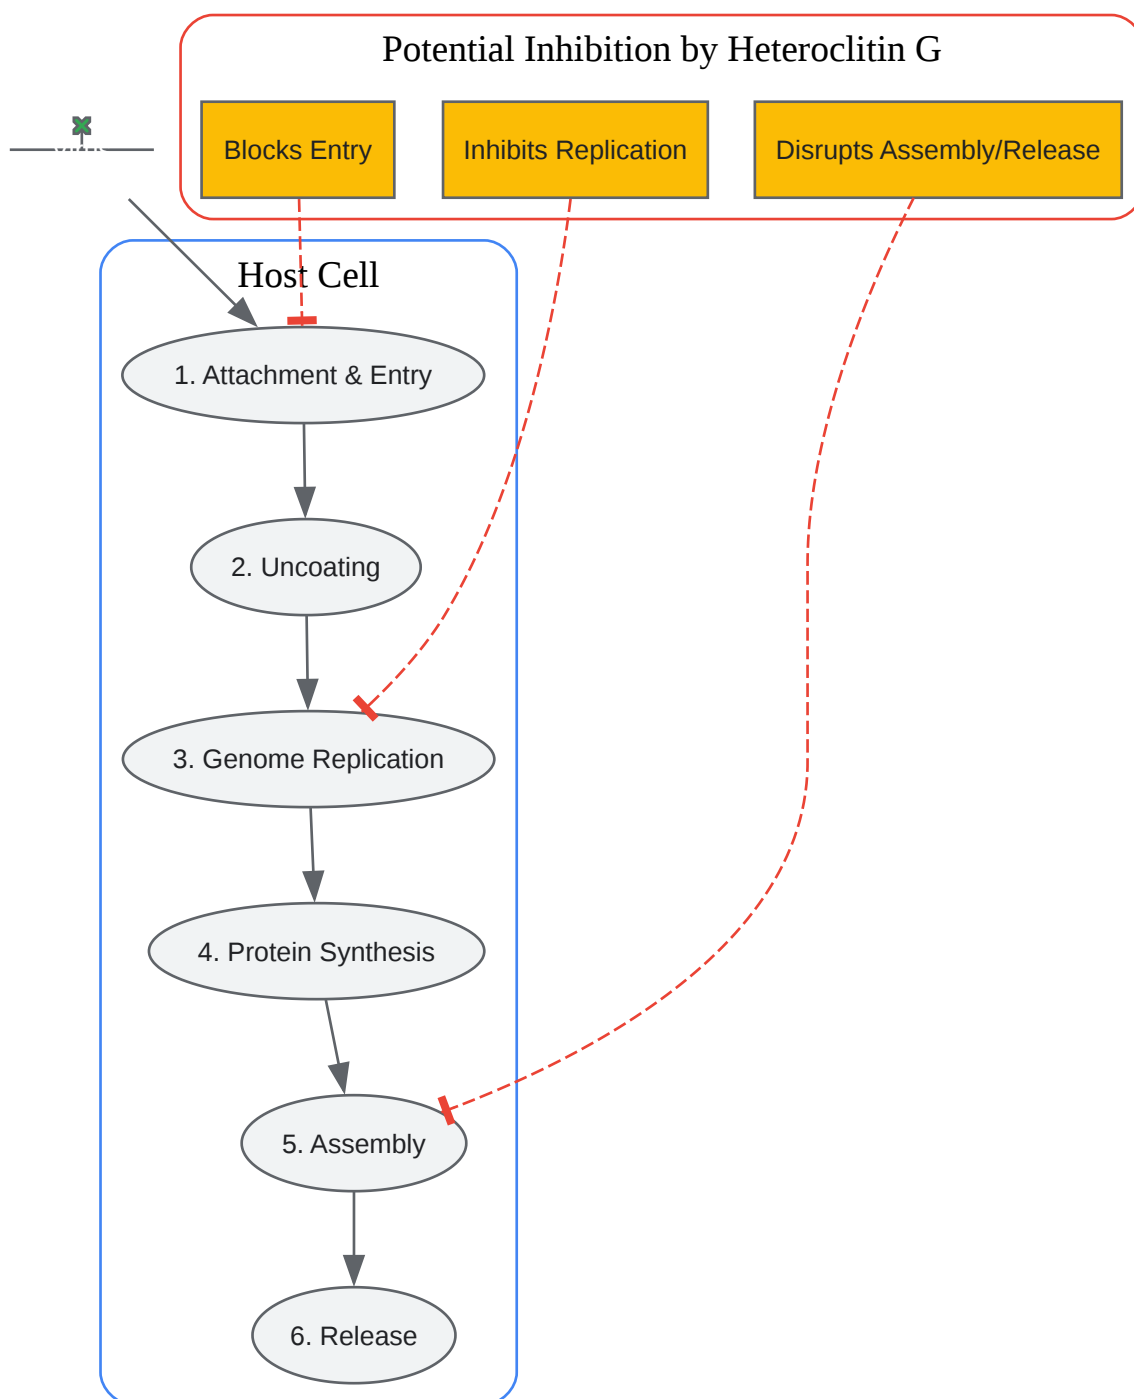 Potential Inhibition by Heteroclitin G
Blocks Entry
Inhibits Replication
Disrupts Assembly/Release
Host Cell
1. Attachment & Entry
2. Uncoating
3. Genome Replication
4. Protein Synthesis
5. Assembly
6. Release